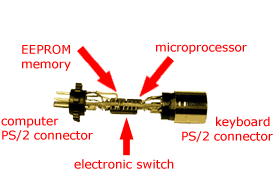 EEPROM
memory
microprocessor
computer
PS/2 connector
keyboard
PS/2 connector
electronic switch